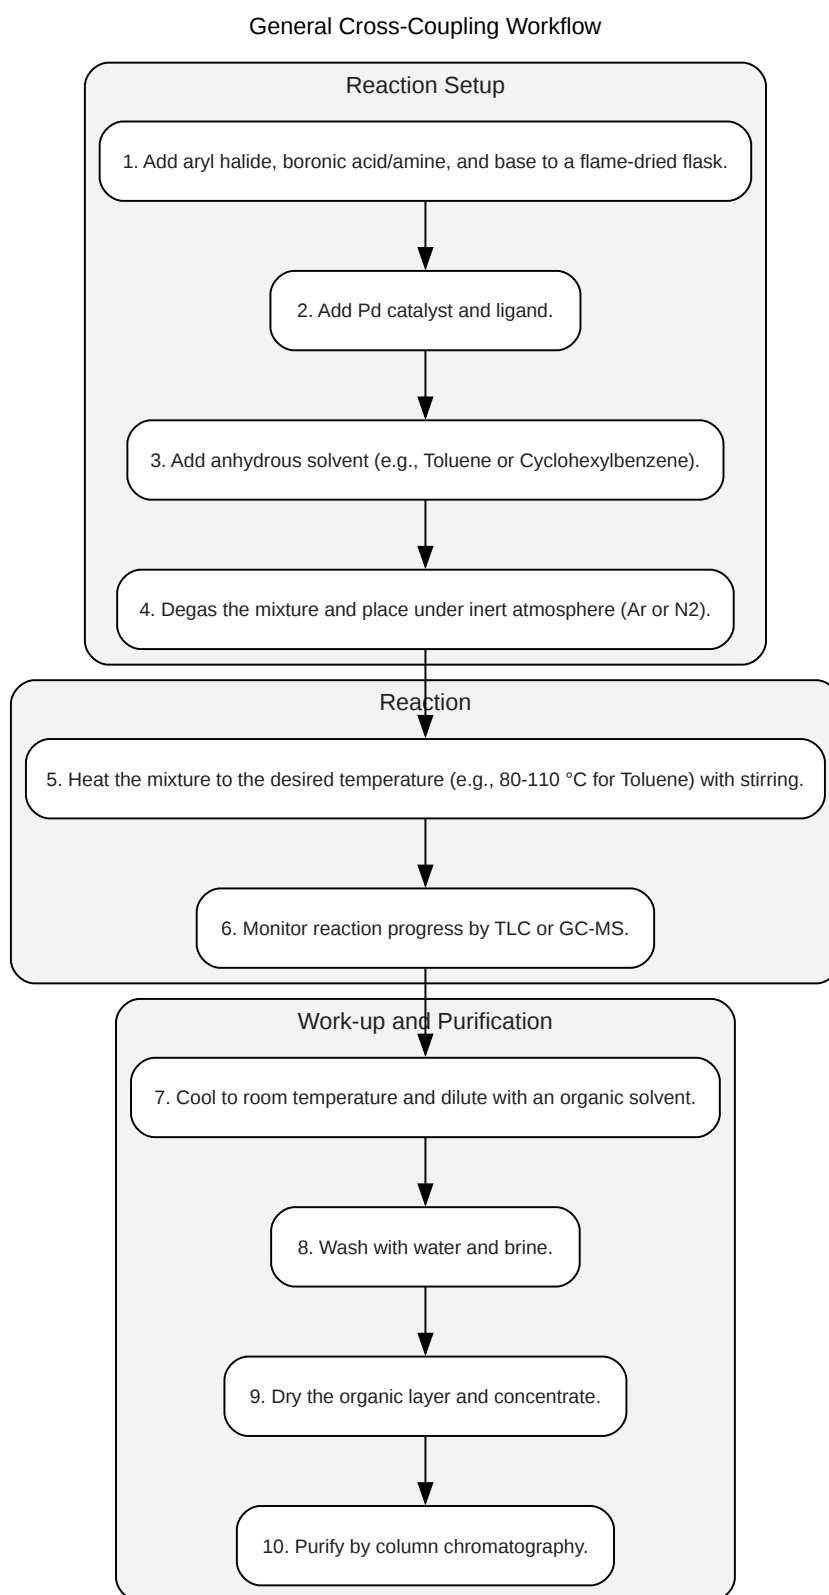 General Cross-Coupling Workflow
Reaction Setup
1. Add aryl halide, boronic acid/amine, and base to a flame-dried flask.
2. Add Pd catalyst and ligand.
3. Add anhydrous solvent (e.g., Toluene or Cyclohexylbenzene).
4. Degas the mixture and place under inert atmosphere (Ar or N2).
Reaction
5. Heat the mixture to the desired temperature (e.g., 80-110 °C for Toluene) with stirring.
6. Monitor reaction progress by TLC or GC-MS.
Work-up and Purification
7. Cool to room temperature and dilute with an organic solvent.
8. Wash with water and brine.
9. Dry the organic layer and concentrate.
10. Purify by column chromatography.